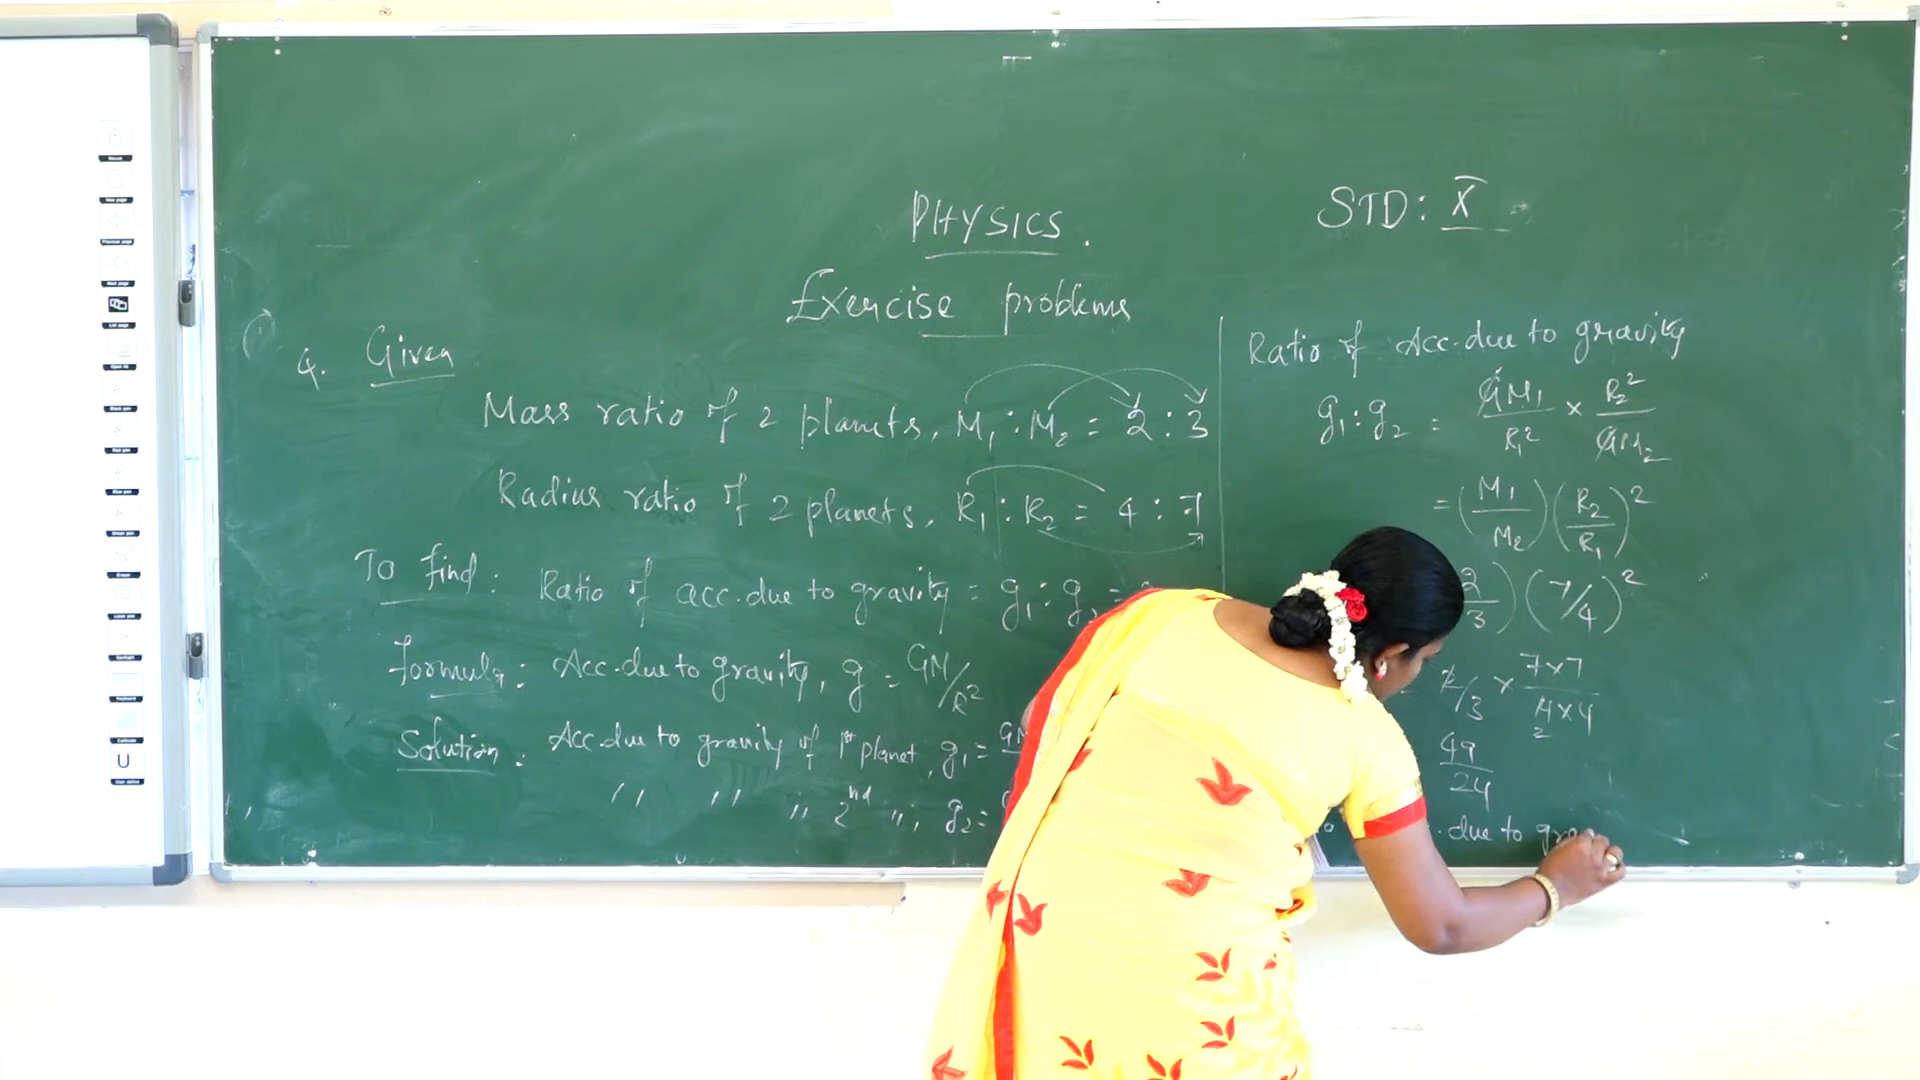 PHYSICS.
STD: X
Exercise problems
4. Given
Mass ratio of 2 planets, M₁ : M₂ = 2 : 3
Radius ratio of 2 planets, R₁ : R₂ = 4 : 7
To find : Ratio of acc. due to gravity = g₁ : g₂ =
Formula : Acc. due to gravity, g = GM/R²
Solution : Acc. due to gravity of 1st planet, g₁ = GM
" " " 2nd ", g₂ =
Ratio of Acc. due to gravity
g₁ : g₂ = GM₁/R₁² × R₂²/GM₂
= (M₁/M₂) (R₂/R₁)²
2/3) (7/4)²
2/3 × 7×7/4×4
2
49/24
. due to gra